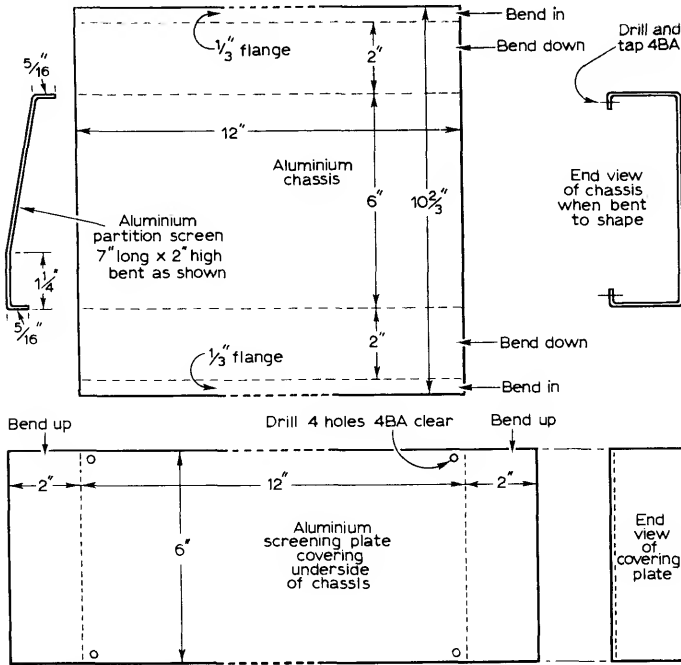 Bend in
1/3" flange
Bend down
Drill and
tap 4BA
5/16"
2"
12"
Aluminium
chassis
6"
10 2/3"
End view
of chassis
when bent
to shape
Aluminium
partition screen
7" long x 2" high
bent as shown
1 1/4"
5/16"
2"
Bend down
1/3" flange
Bend in
Bend up
Drill 4 holes 4BA clear
Bend up
2"
12"
2"
6"
Aluminium
screening plate
covering
underside
of chassis
End
view
of
covering
plate